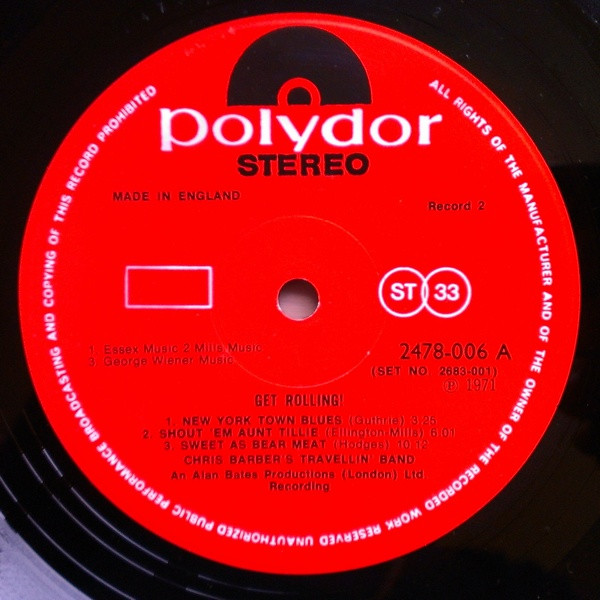 polydor
STEREO
MADE IN ENGLAND
Record 2
ST 33
1. Essex Music 2 Mills Music
3. George Wiener Music
2478-006 A
(SET NO. 2683-001)
℗ 1971
GET ROLLING!
1. NEW YORK TOWN BLUES (Guthrie) 3:25
2. SHOUT 'EM AUNT TILLIE (Ellington-Mills) 6:01
3. SWEET AS BEAR MEAT (Hodges) 10:12
CHRIS BARBER'S TRAVELLIN' BAND
An Alan Bates Productions (London) Ltd
Recording
ALL RIGHTS OF THE MANUFACTURER AND OF THE OWNER OF THE RECORDED WORK RESERVED UNAUTHORIZED PUBLIC PERFORMANCE BROADCASTING AND COPYING OF THIS RECORD PROHIBITED